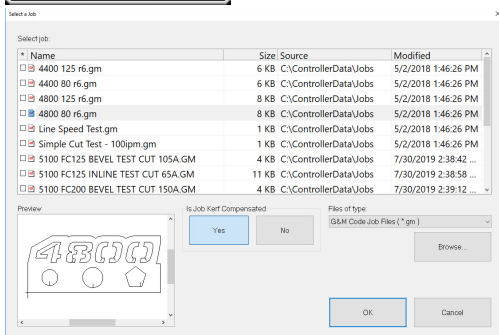 Select a Job
Select job:
* Name Size Source Modified
4400 125 r6.gm 6 KB C:\ControllerData\Jobs 5/2/2018 1:46:26 PM
4400 80 r6.gm 6 KB C:\ControllerData\Jobs 5/2/2018 1:46:26 PM
4800 125 r6.gm 8 KB C:\ControllerData\Jobs 5/2/2018 1:46:26 PM
4800 80 r6.gm 8 KB C:\ControllerData\Jobs 5/2/2018 1:46:26 PM
Line Speed Test.gm 1 KB C:\ControllerData\Jobs 5/2/2018 1:46:26 PM
Simple Cut Test - 100ipm.gm 1 KB C:\ControllerData\Jobs 5/2/2018 1:46:26 PM
5100 FC125 BEVEL TEST CUT 105A.GM 4 KB C:\ControllerData\Jobs 7/30/2019 2:38:42 ...
5100 FC125 INLINE TEST CUT 65A.GM 11 KB C:\ControllerData\Jobs 7/30/2019 2:38:58 ...
5100 FC200 BEVEL TEST CUT 150A.GM 4 KB C:\ControllerData\Jobs 7/30/2019 2:39:12 ...
Preview Is Job Kerf Compensated Files of type:
Yes No G&M Code Job Files ( *.gm )
4800
Browse...
OK Cancel